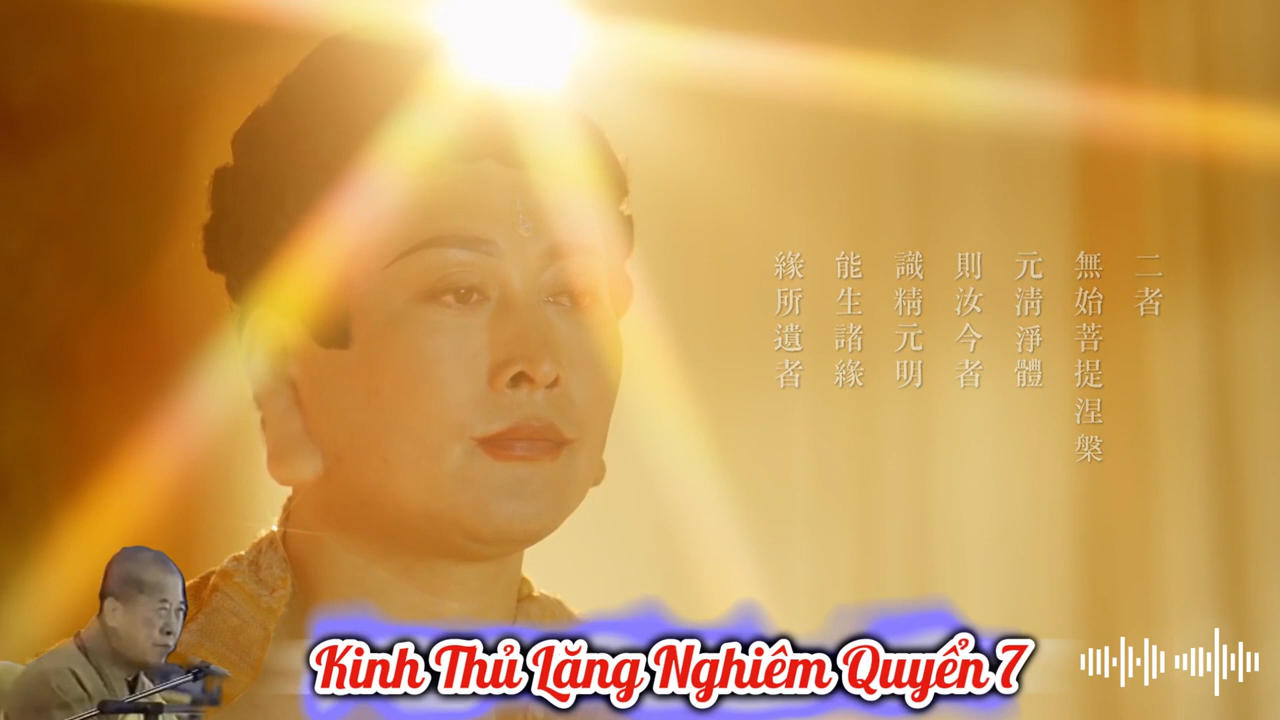 二者
無始菩提涅槃
元清淨體
則汝今者
識精元明
能生諸緣
緣所遺者
Kinh Thủ Lăng Nghiêm Quyển 7